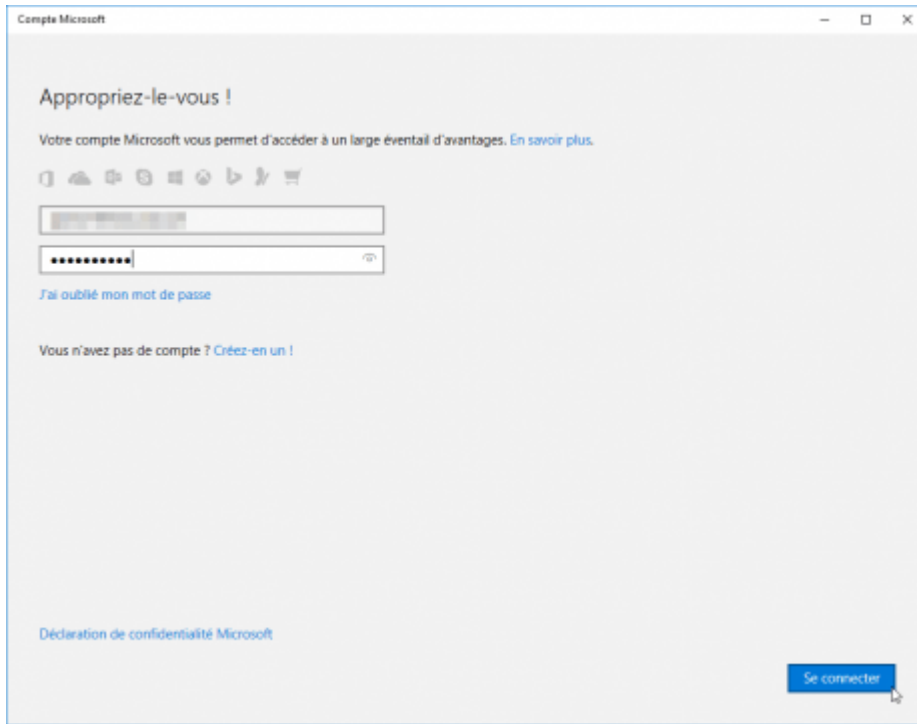 Compte Microsoft
Appropriez-le-vous !
Votre compte Microsoft vous permet d'accéder à un large éventail d'avantages. En savoir plus.
••••••••••
J'ai oublié mon mot de passe
Vous n'avez pas de compte ? Créez-en un !
Déclaration de confidentialité Microsoft
Se connecter